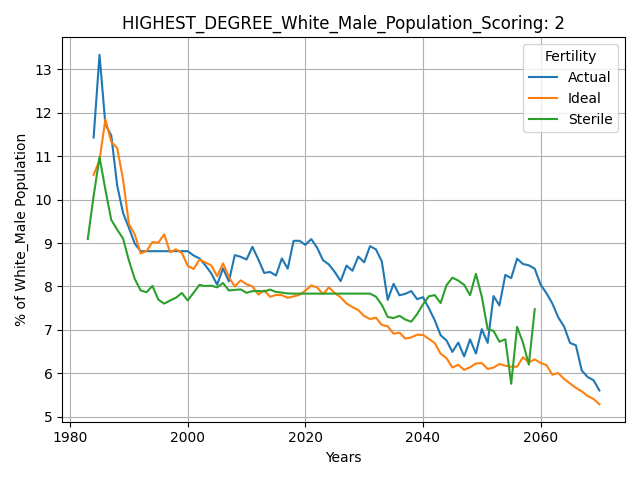 HIGHEST_DEGREE_White_Male_Population_Scoring: 2
Fertility
Actual
Ideal
Sterile
% of White_Male Population
13
12
11
10
9
8
7
6
5
1980
2000
2020
2040
2060
Years